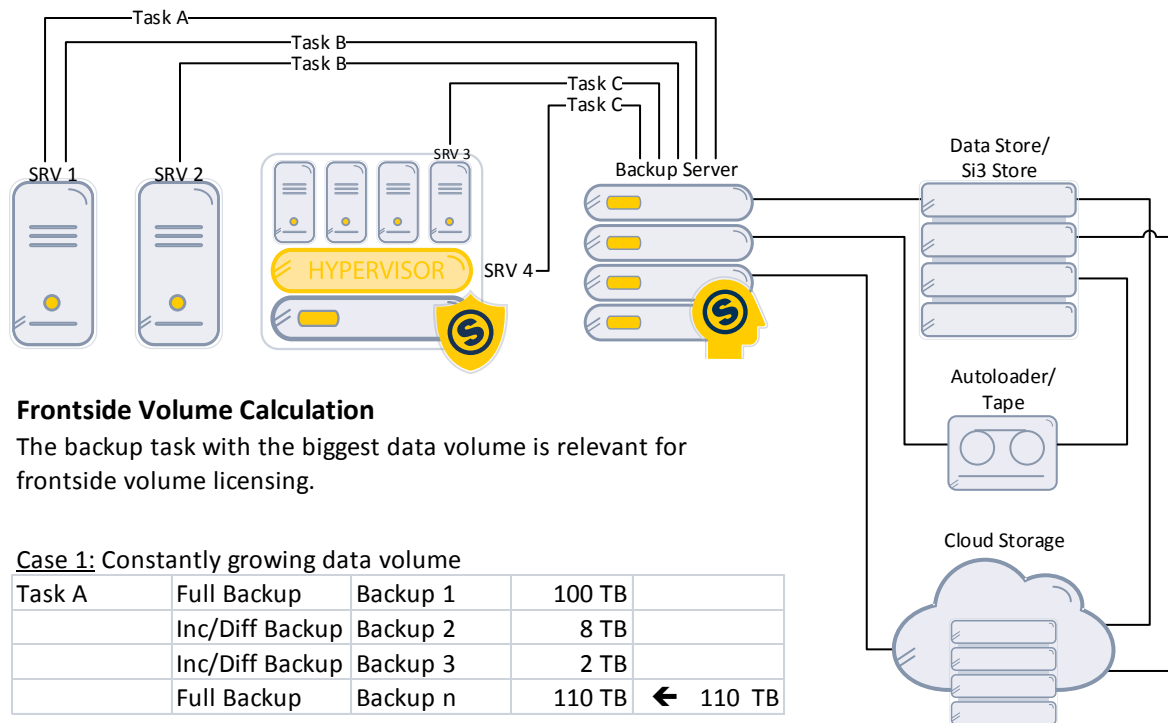 Task A
Task B
Task B
Task C
Task C
SRV 1
SRV 2
SRV 3
HYPERVISOR
SRV 4
Backup Server
Data Store/
Si3 Store
Autoloader/
Tape
Cloud Storage
Frontside Volume Calculation
The backup task with the biggest data volume is relevant for
frontside volume licensing.
Case 1: Constantly growing data volume
Task A Full Backup Backup 1 100 TB
Inc/Diff Backup Backup 2 8 TB
Inc/Diff Backup Backup 3 2 TB
Full Backup Backup n 110 TB 🡸 110 TB